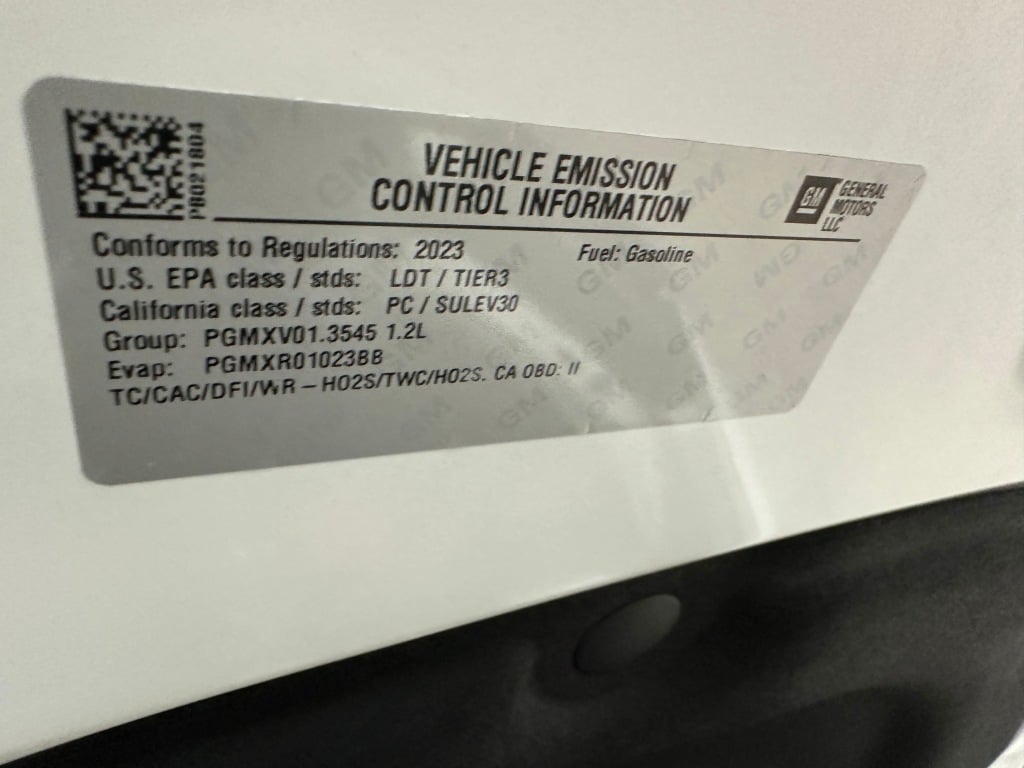 PB021804
VEHICLE EMISSION
CONTROL INFORMATION
GM
GENERAL
MOTORS
LLC
Conforms to Regulations: 2023
Fuel: Gasoline
U.S. EPA class / stds: LDT / TIER3
California class / stds: PC / SULEV30
Group: PGMXV01.3545 1.2L
Evap: PGMXR0102388
TC/CAC/DFI/WR – HO2S/TWC/HO2S. CA OBD: II